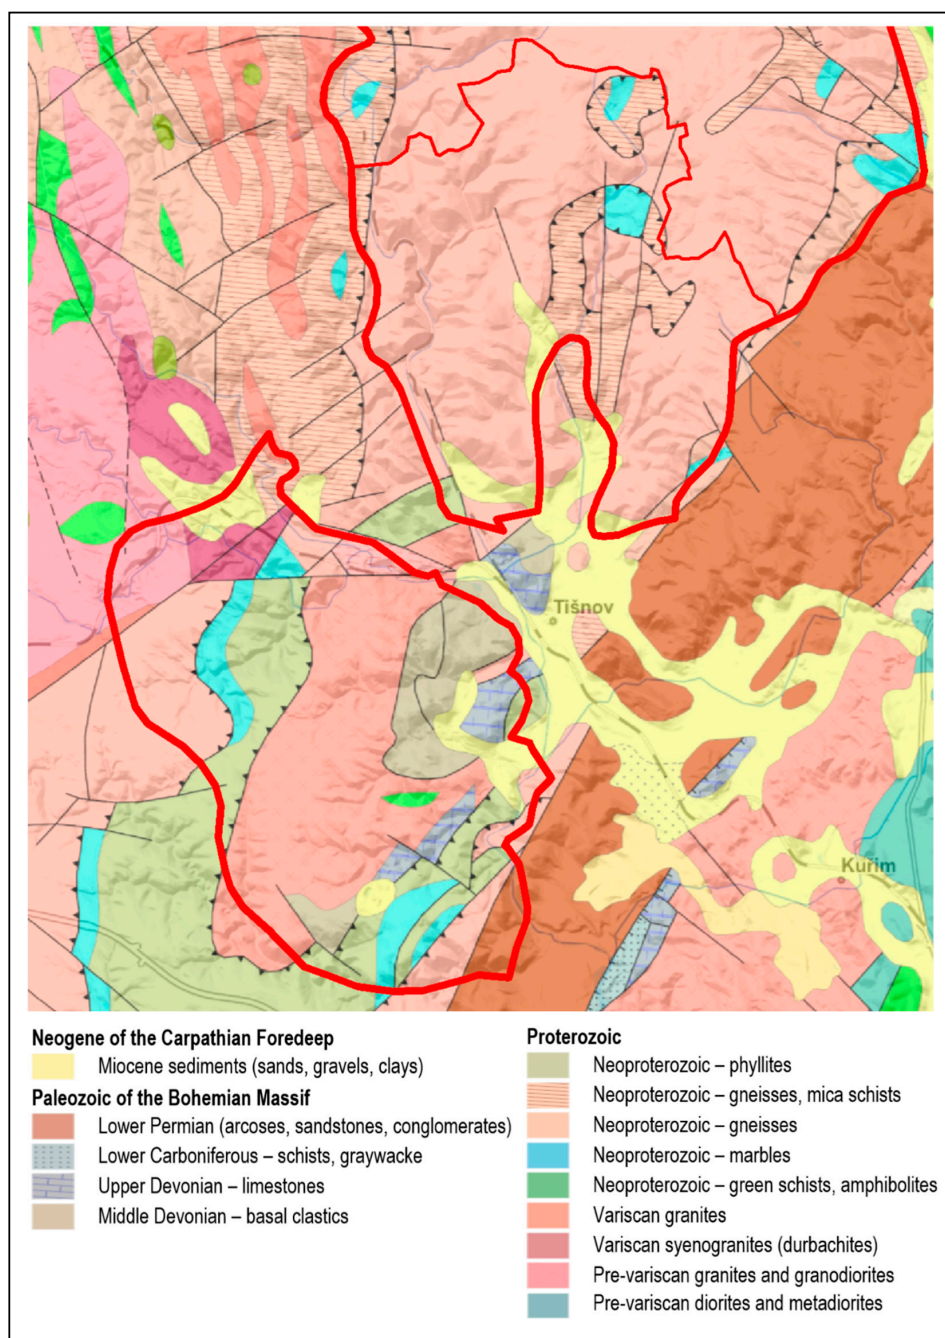 Tišnov
Kuřim
Neogene of the Carpathian Foredeep
Miocene sediments (sands, gravels, clays)
Paleozoic of the Bohemian Massif
Lower Permian (arcoses, sandstones, conglomerates)
Lower Carboniferous – schists, graywacke
Upper Devonian – limestones
Middle Devonian – basal clastics
Proterozoic
Neoproterozoic – phyllites
Neoproterozoic – gneisses, mica schists
Neoproterozoic – gneisses
Neoproterozoic – marbles
Neoproterozoic – green schists, amphibolites
Variscan granites
Variscan syenogranites (durbachites)
Pre-variscan granites and granodiorites
Pre-variscan diorites and metadiorites